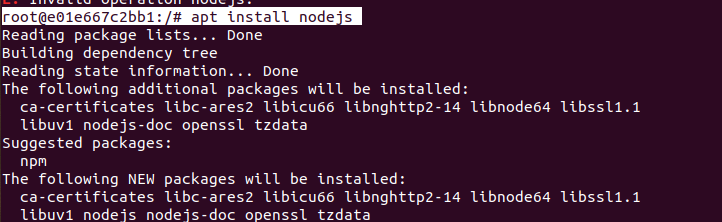 E: Invalid operation nodejs.
root@e01e667c2bb1:/# apt install nodejs
Reading package lists... Done
Building dependency tree
Reading state information... Done
The following additional packages will be installed:
  ca-certificates libc-ares2 libicu66 libnghttp2-14 libnode64 libssl1.1
  libuv1 nodejs-doc openssl tzdata
Suggested packages:
  npm
The following NEW packages will be installed:
  ca-certificates libc-ares2 libicu66 libnghttp2-14 libnode64 libssl1.1
  libuv1 nodejs nodejs-doc openssl tzdata